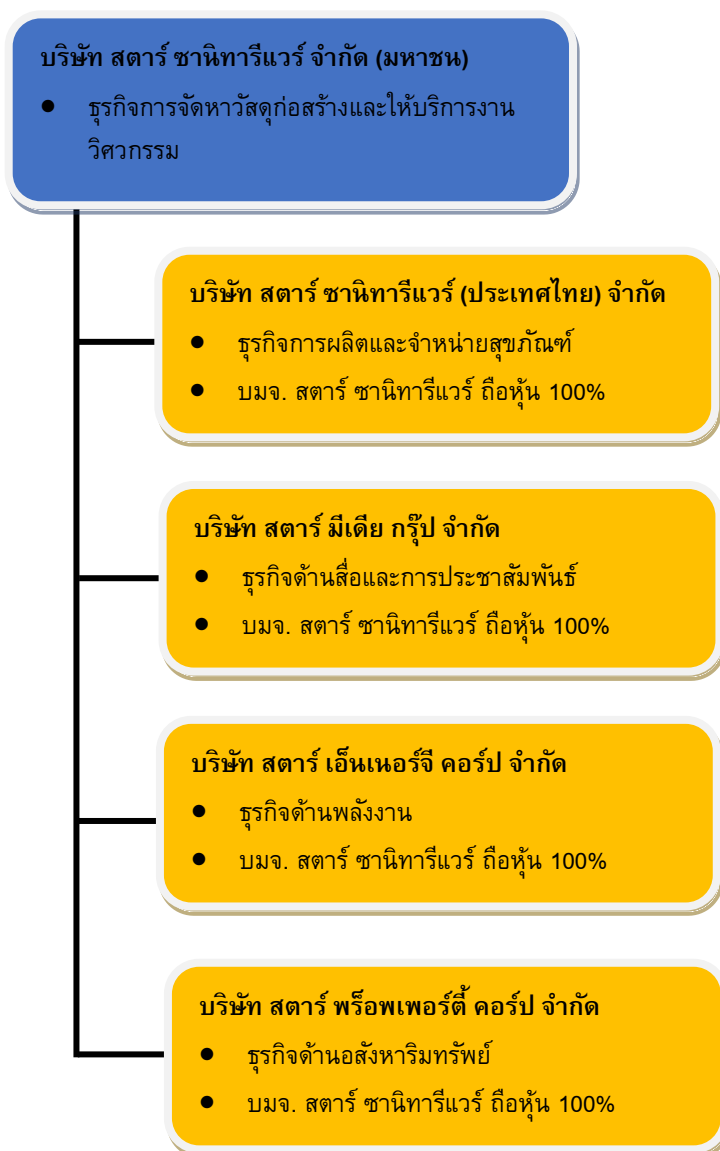 บริษัท สตาร์ ซานิทารีแวร์ จำกัด (มหาชน)
● ธุรกิจการจัดหาวัสดุก่อสร้างและให้บริการงาน
วิศวกรรม
บริษัท สตาร์ ซานิทารีแวร์ (ประเทศไทย) จำกัด
● ธุรกิจการผลิตและจำหน่ายสุขภัณฑ์
● บมจ. สตาร์ ซานิทารีแวร์ ถือหุ้น 100%
บริษัท สตาร์ มีเดีย กรุ๊ป จำกัด
● ธุรกิจด้านสื่อและการประชาสัมพันธ์
● บมจ. สตาร์ ซานิทารีแวร์ ถือหุ้น 100%
บริษัท สตาร์ เอ็นเนอร์จี คอร์ป จำกัด
● ธุรกิจด้านพลังงาน
● บมจ. สตาร์ ซานิทารีแวร์ ถือหุ้น 100%
บริษัท สตาร์ พร็อพเพอร์ตี้ คอร์ป จำกัด
● ธุรกิจด้านอสังหาริมทรัพย์
● บมจ. สตาร์ ซานิทารีแวร์ ถือหุ้น 100%